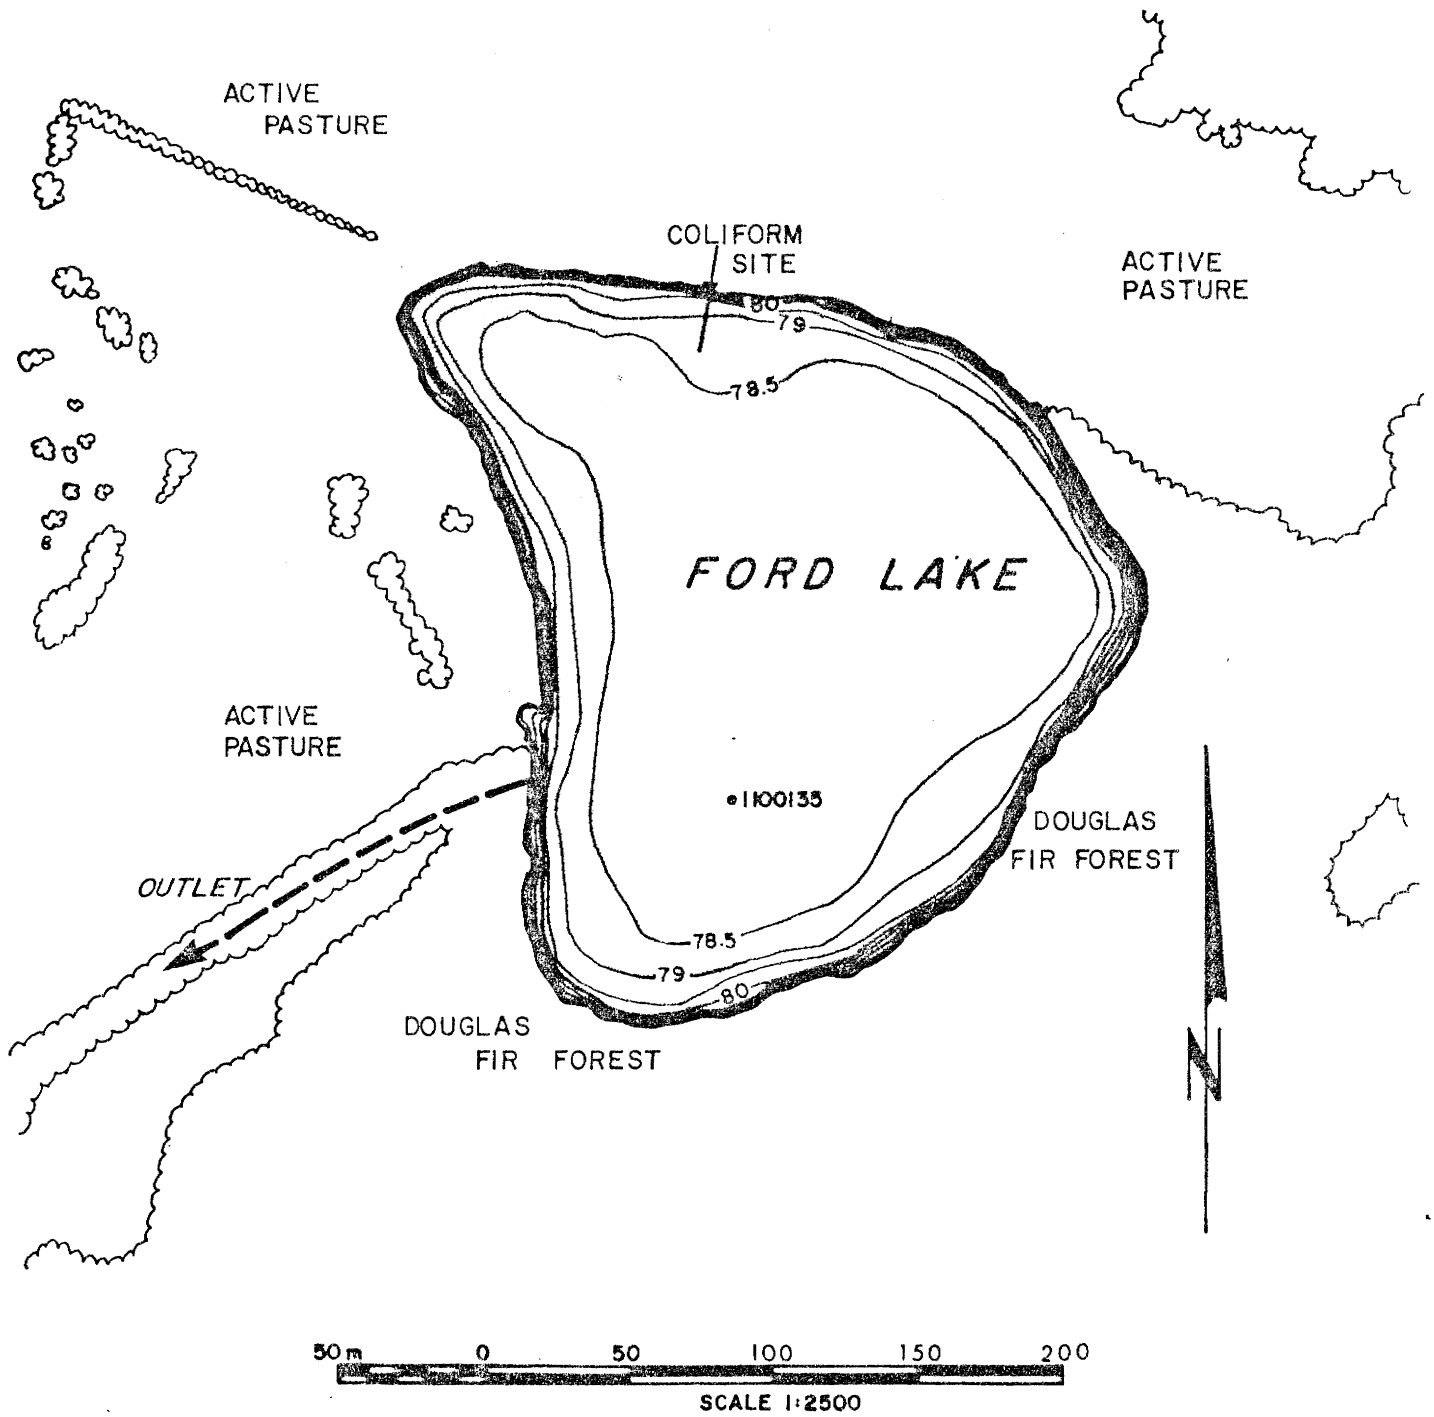 ACTIVE
PASTURE
COLIFORM
SITE
ACTIVE
PASTURE
80
79
78.5
FORD LAKE
ACTIVE
PASTURE
1100135
DOUGLAS
FIR FOREST
OUTLET
78.5
79
80
DOUGLAS
FIR FOREST
N
50m 0 50 100 150 200
SCALE 1:2500